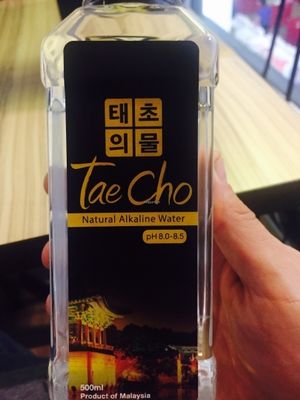 태초
의물
Tae Cho
Natural Alkaline Water
pH 8.0-8.5
500ml
Product of Malaysia